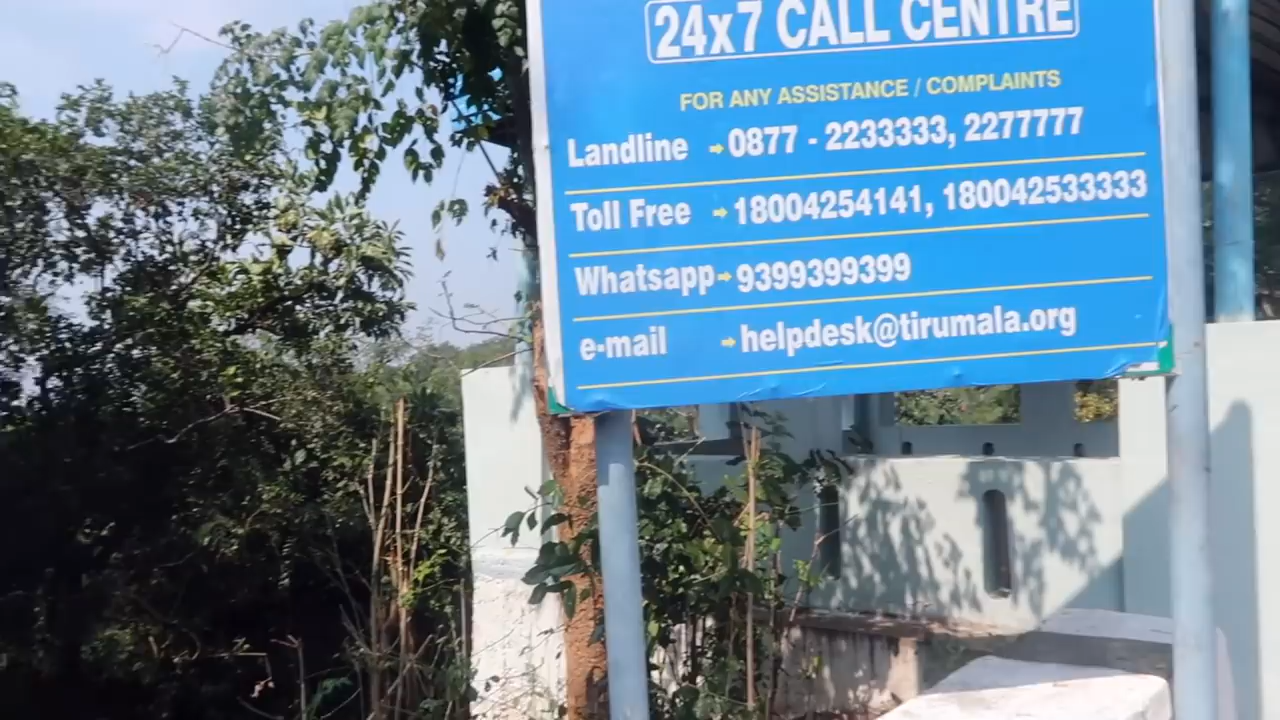 24x7 CALL CENTRE
FOR ANY ASSISTANCE / COMPLAINTS
Landline → 0877 - 2233333, 2277777
Toll Free → 18004254141, 180042533333
Whatsapp → 9399399399
e-mail → helpdesk@tirumala.org